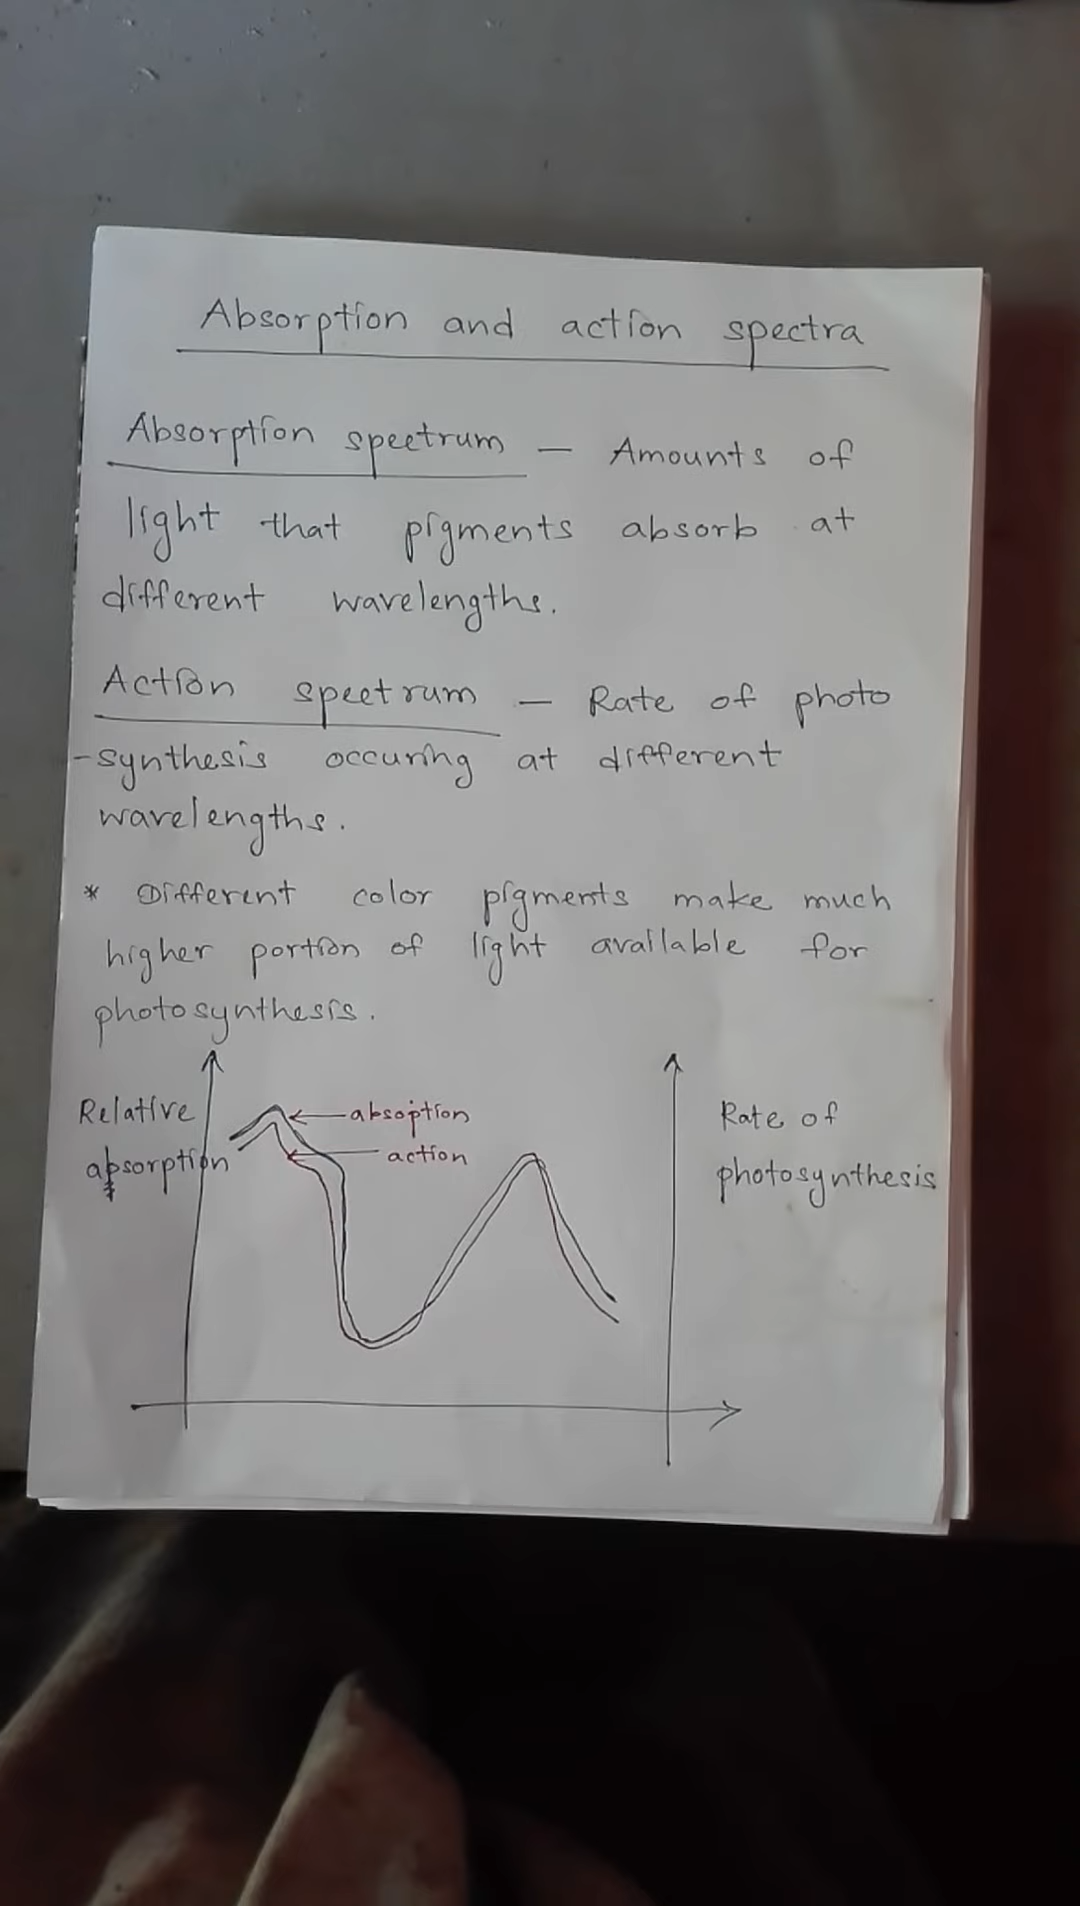 Absorption and action spectra
Absorption spectrum — Amounts of
light that pigments absorb at
different wavelengths.
Action spectrum — Rate of photo
-synthesis occuring at different
wavelengths.
* Different color pigments make much
higher portion of light available for
photosynthesis.
Relative
absorption
absoption
action
Rate of
photosynthesis